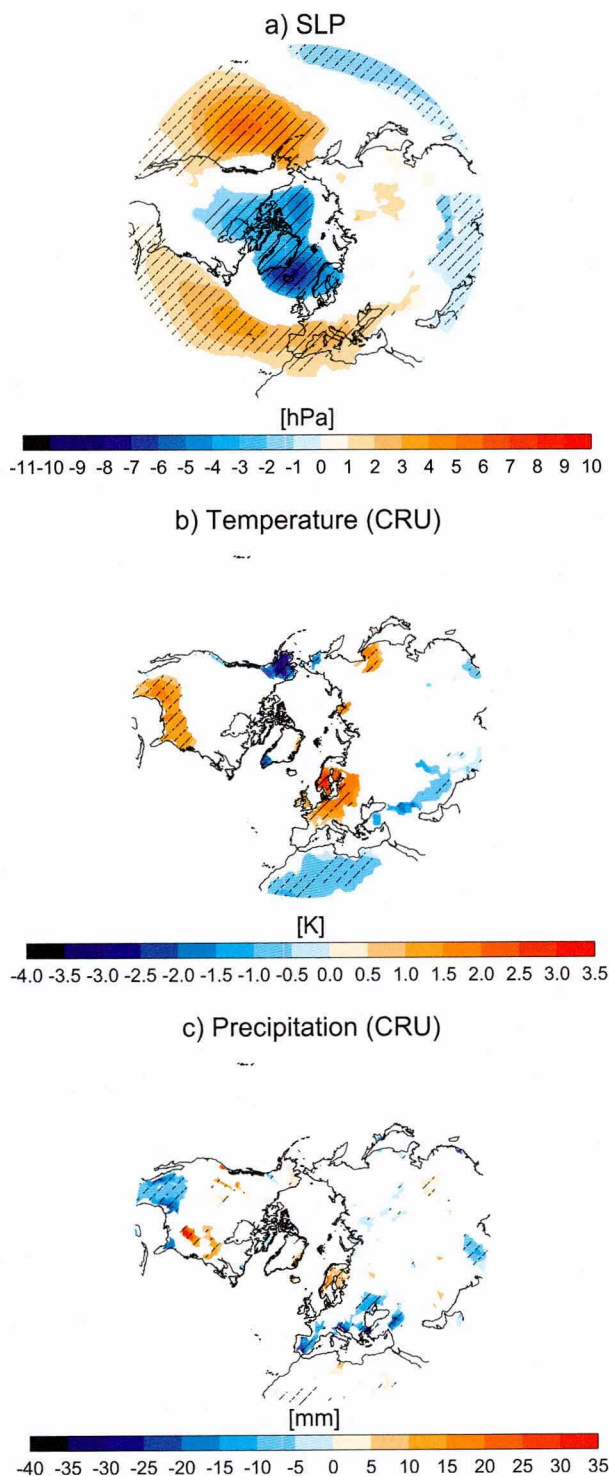 a) SLP
[hPa]
-11-10 -9 -8 -7 -6 -5 -4 -3 -2 -1 0 1 2 3 4 5 6 7 8 9 10
b) Temperature (CRU)
[K]
-4.0 -3.5 -3.0 -2.5 -2.0 -1.5 -1.0 -0.5 0.0 0.5 1.0 1.5 2.0 2.5 3.0 3.5
c) Precipitation (CRU)
[mm]
-40 -35 -30 -25 -20 -15 -10 -5 0 5 10 15 20 25 30 35